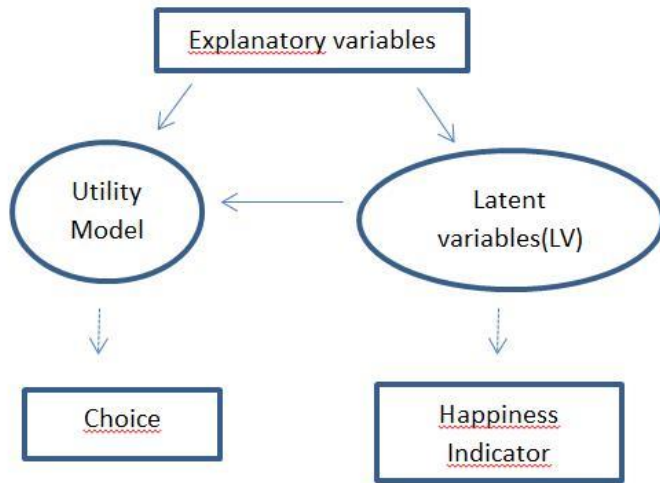 Explanatory variables
Utility
Model
Latent
variables(LV)
Choice
Happiness
Indicator